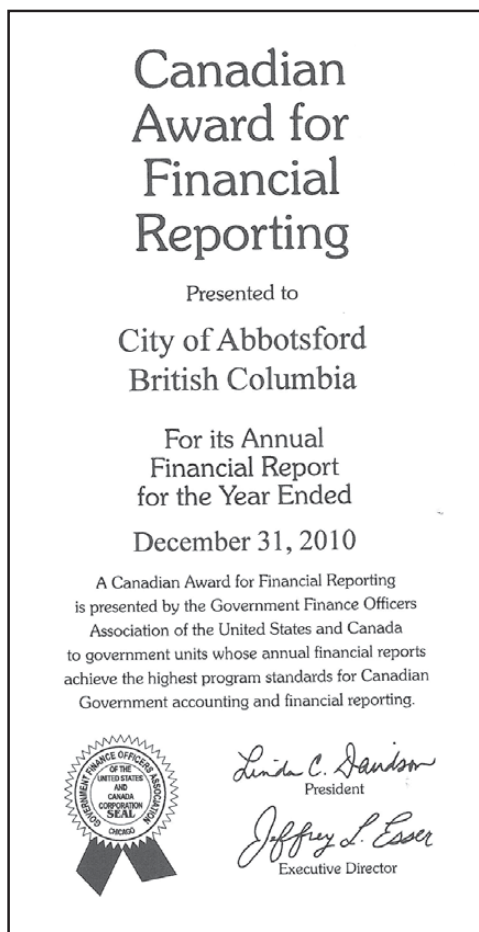 Canadian
Award for
Financial
Reporting
Presented to
City of Abbotsford
British Columbia
For its Annual
Financial Report
for the Year Ended
December 31, 2010
A Canadian Award for Financial Reporting
is presented by the Government Finance Officers
Association of the United States and Canada
to government units whose annual financial reports
achieve the highest program standards for Canadian
Government accounting and financial reporting.
GOVERNMENT FINANCE OFFICERS ASSOCIATION
OF THE
UNITED STATES
AND
CANADA
CORPORATION
SEAL
CHICAGO
Linda C. Davidson
President
Jeffrey L. Esser
Executive Director